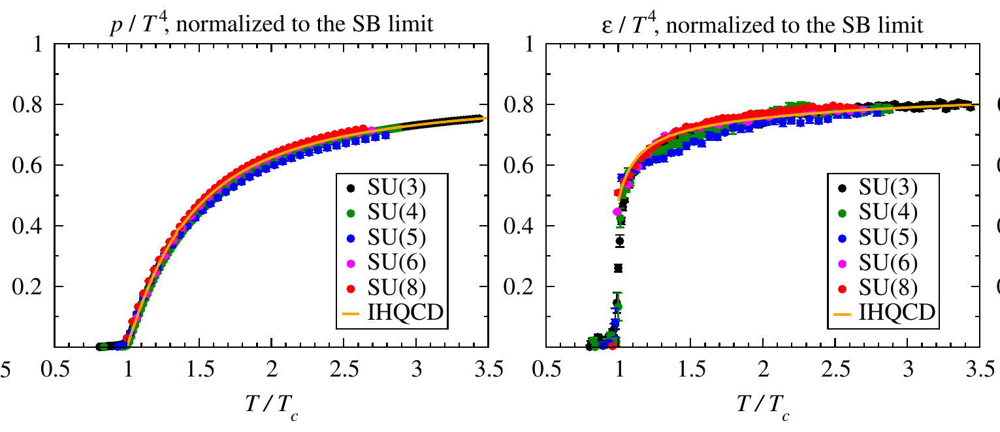 p / T⁴, normalized to the SB limit
1
0.8
0.6
0.4
0.2
5
0.5
1
1.5
2
2.5
3
3.5
T / Tc
SU(3)
SU(4)
SU(5)
SU(6)
SU(8)
IHQCD
ε / T⁴, normalized to the SB limit
1
0.8
0.6
0.4
0.2
0.5
1
1.5
2
2.5
3
3.5
T / Tc
SU(3)
SU(4)
SU(5)
SU(6)
SU(8)
IHQCD